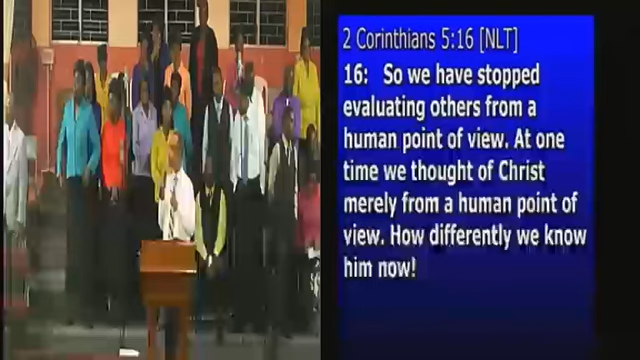 2 Corinthians 5:16 [NLT]
16: So we have stopped
evaluating others from a
human point of view. At one
time we thought of Christ
merely from a human point of
view. How differently we know
him now!